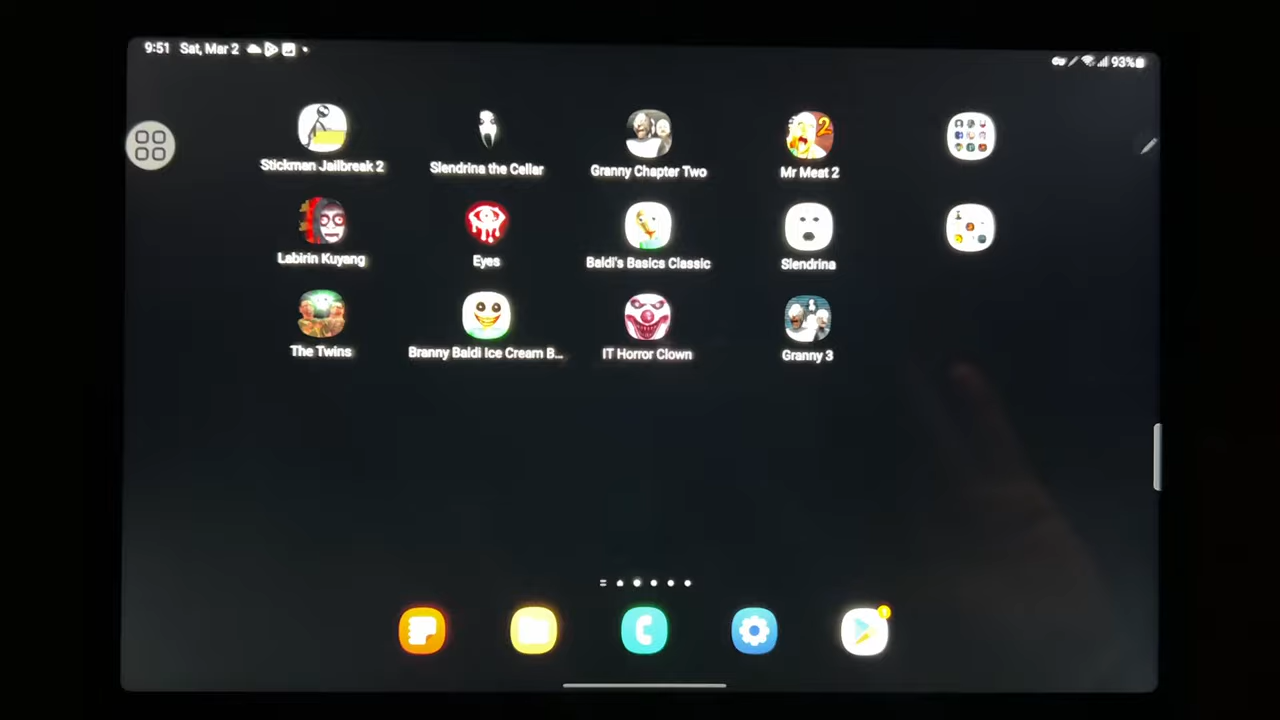 9:51 Sat, Mar 2
93%
2
Stickman Jailbreak 2
Slendrina the Cellar
Granny Chapter Two
Mr Meat 2
Labirin Kuyang
Eyes
Baldi's Basics Classic
Slendrina
The Twins
Branny Baldi Ice Cream B...
IT Horror Clown
Granny 3